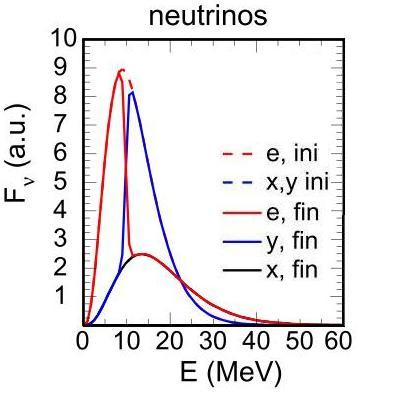 neutrinos
10
9
8
7
6
5
4
3
2
1
F_ν (a.u.)
e, ini
x,y ini
e, fin
y, fin
x, fin
0 10 20 30 40 50 60
E (MeV)